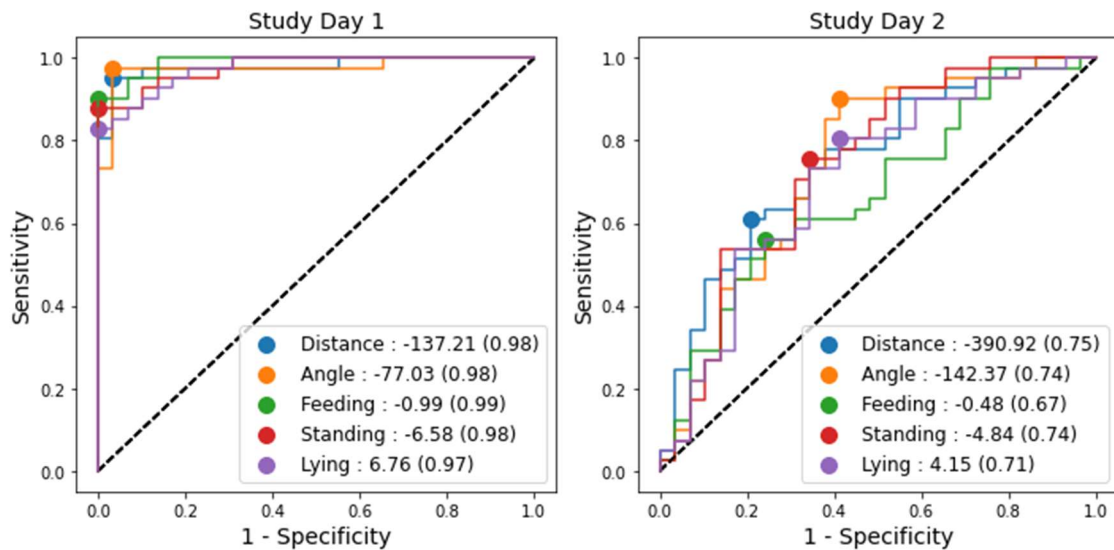 Study Day 1
Sensitivity
1.0
0.8
0.6
0.4
0.2
0.0
Distance : -137.21 (0.98)
Angle : -77.03 (0.98)
Feeding : -0.99 (0.99)
Standing : -6.58 (0.98)
Lying : 6.76 (0.97)
0.0 0.2 0.4 0.6 0.8 1.0
1 - Specificity
Study Day 2
Sensitivity
1.0
0.8
0.6
0.4
0.2
0.0
Distance : -390.92 (0.75)
Angle : -142.37 (0.74)
Feeding : -0.48 (0.67)
Standing : -4.84 (0.74)
Lying : 4.15 (0.71)
0.0 0.2 0.4 0.6 0.8 1.0
1 - Specificity